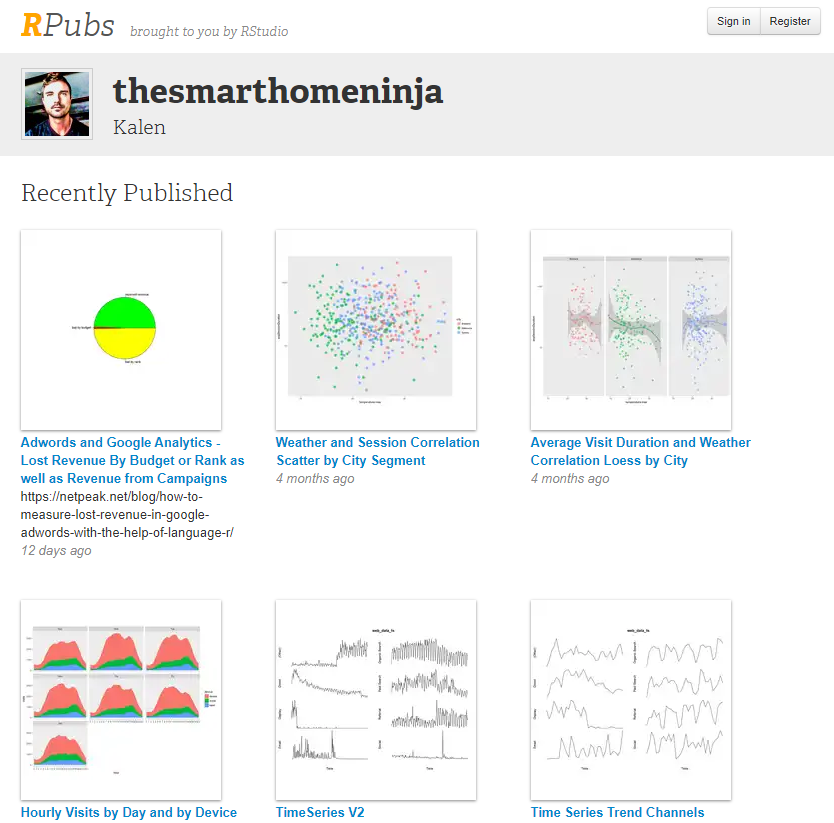 RPubs brought to you by RStudio
Sign in Register
thesmarthomeninja
Kalen
Recently Published
Adwords and Google Analytics -
Lost Revenue By Budget or Rank as
well as Revenue from Campaigns
https://netpeak.net/blog/how-to-
measure-lost-revenue-in-google-
adwords-with-the-help-of-language-r/
12 days ago
Weather and Session Correlation
Scatter by City Segment
4 months ago
Average Visit Duration and Weather
Correlation Loess by City
4 months ago
Hourly Visits by Day and by Device
web_data_ts
TimeSeries V2
web_data_ts
Time Series Trend Channels